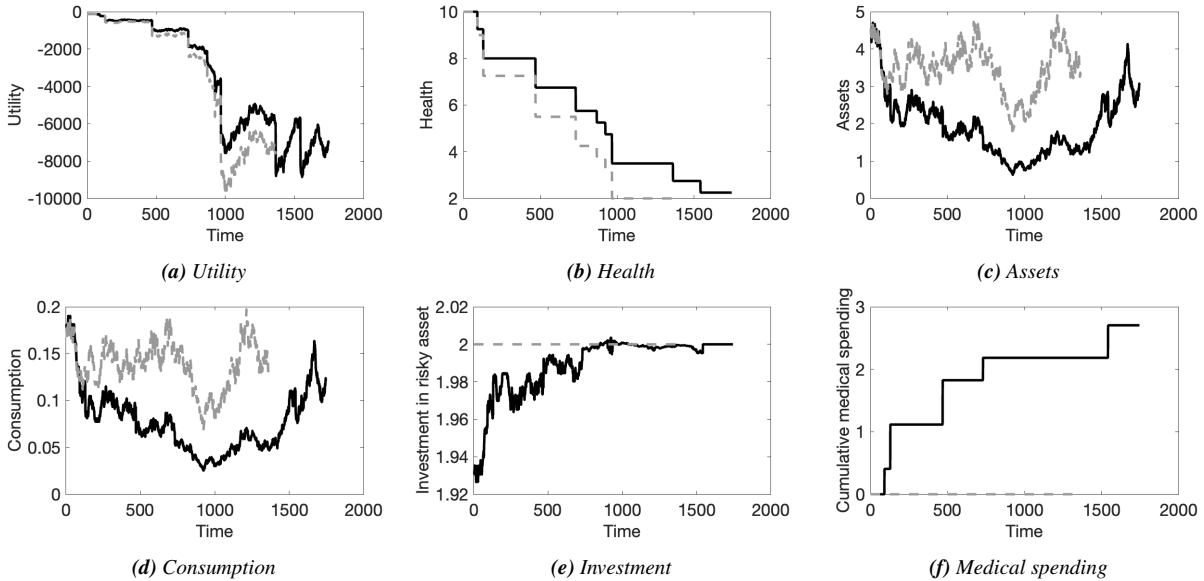 0
-2000
-4000
-6000
-8000
-10000
Utility
0 500 1000 1500 2000
Time
(a) Utility
10
8
6
4
2
Health
0 500 1000 1500 2000
Time
(b) Health
5
4
3
2
1
0
Assets
0 500 1000 1500 2000
Time
(c) Assets
0.2
0.15
0.1
0.05
0
Consumption
0 500 1000 1500 2000
Time
(d) Consumption
2.02
2
1.98
1.96
1.94
1.92
Investment in risky asset
0 500 1000 1500 2000
Time
(e) Investment
3
2
1
0
Cumulative medical spending
0 500 1000 1500 2000
Time
(f) Medical spending